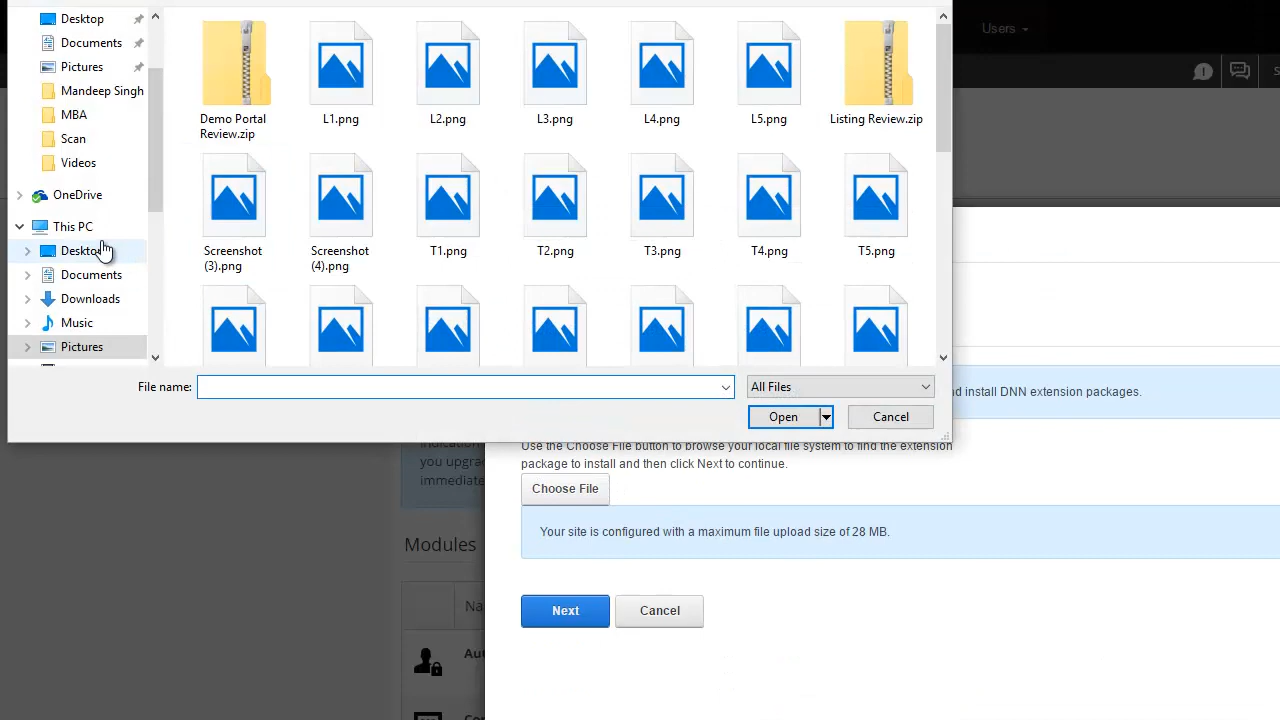 Users
Desktop
Documents
Pictures
Mandeep Singh
MBA
Scan
Videos
OneDrive
This PC
Desktop
Documents
Downloads
Music
Pictures
Demo Portal
Review.zip
L1.png
L2.png
L3.png
L4.png
L5.png
Listing Review.zip
Screenshot
(3).png
Screenshot
(4).png
T1.png
T2.png
T3.png
T4.png
T5.png
File name:
All Files
Open
Cancel
d install DNN extension packages.
you upgra
immediate
Use the Choose File button to browse your local file system to find the extension
package to install and then click Next to continue.
Choose File
Your site is configured with a maximum file upload size of 28 MB.
Modules
Na
Next
Cancel
Au